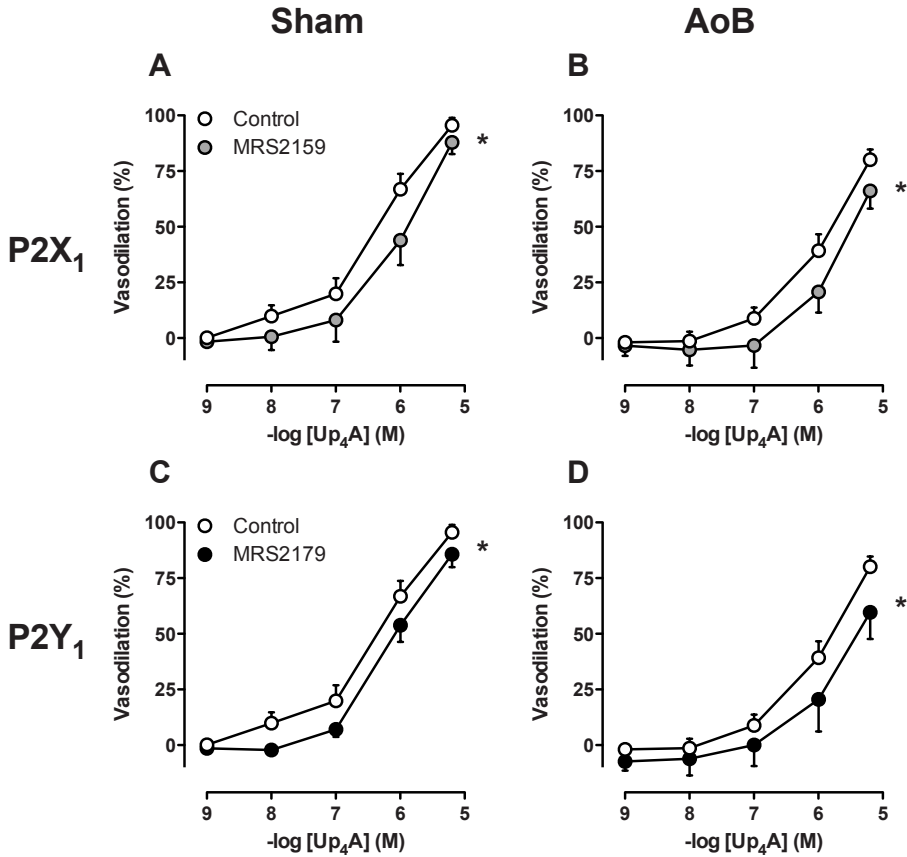 Sham
AoB
A
B
P2X₁
Vasodilation (%)
100
75
50
25
0
Control
MRS2159
*
9 8 7 6 5
-log [Up₄A] (M)
Vasodilation (%)
100
75
50
25
0
*
9 8 7 6 5
-log [Up₄A] (M)
C
D
P2Y₁
Vasodilation (%)
100
75
50
25
0
Control
MRS2179
*
9 8 7 6 5
-log [Up₄A] (M)
Vasodilation (%)
100
75
50
25
0
*
9 8 7 6 5
-log [Up₄A] (M)